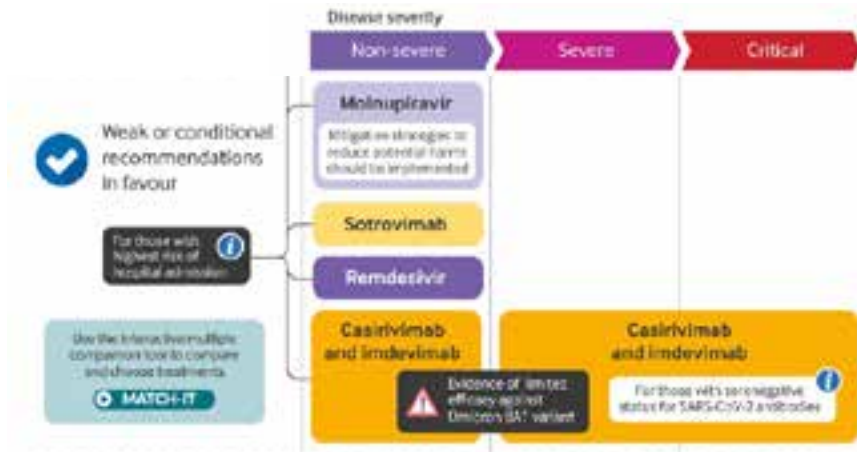 Disease severity
Non-severe
Severe
Critical
Weak or conditional
recommendations
in favour
Molnupiravir
Mitigation strategies to
reduce potential harms
should be implemented
For those with
highest risk of
hospital admission
Sotrovimab
Remdesivir
Use the interactive multiple
comparison tool to compare
and choose treatments
MATCH-IT
Casirivimab
and imdevimab
Casirivimab
and imdevimab
Evidence of limited
efficacy against
Omicron BA1 variant
For those with seronegative
status for SARS-CoV-2 antibodies